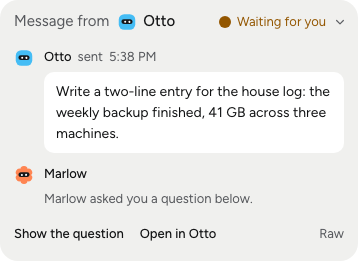 Message from Otto Waiting for you
Otto sent 5:38 PM
Write a two-line entry for the house log: the
weekly backup finished, 41 GB across three
machines.
Marlow
Marlow asked you a question below.
Show the question Open in Otto Raw